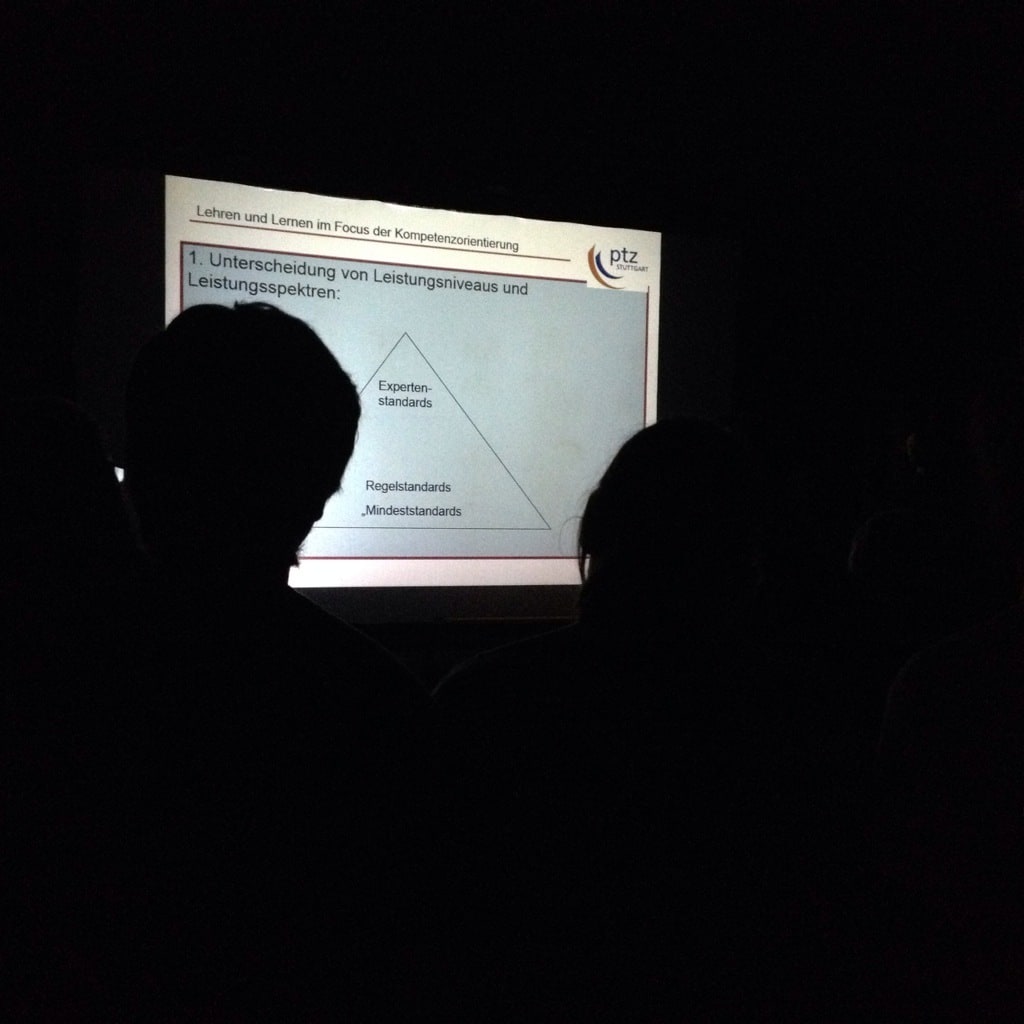 Lehren und Lernen im Focus der Kompetenzorientierung
ptz
STUTTGART
1. Unterscheidung von Leistungsniveaus und
Leistungsspektren:
Experten-
standards
Regelstandards
„Mindeststandards